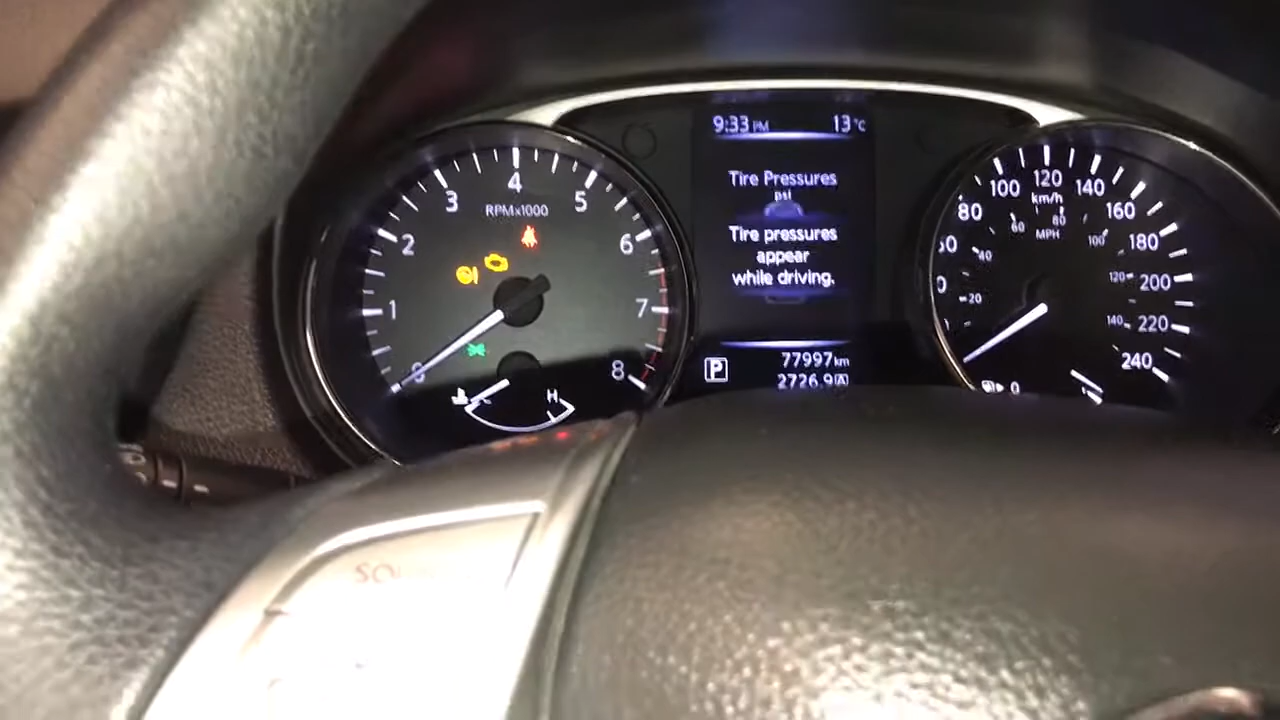 9:33 PM 13°C
Tire Pressures
psi
Tire pressures
appear
while driving.
P 77997 km
2726.9 A
RPMx1000
0 1 2 3 4 5 6 7 8
H
80 100 120 140 160 180 200 220 240
km/h
20 40 60 80 100 120 140
MPH
0